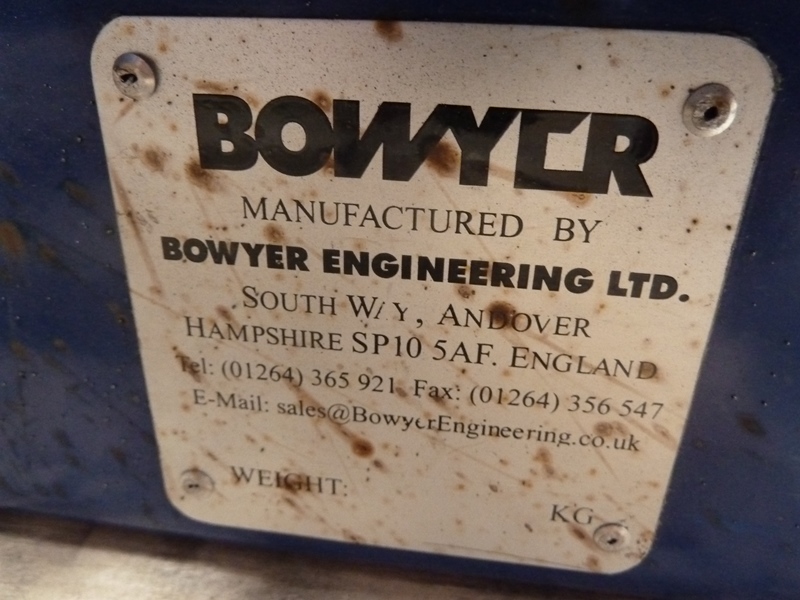 BOWYER
MANUFACTURED BY
BOWYER ENGINEERING LTD.
SOUTH WAY, ANDOVER
HAMPSHIRE SP10 5AF. ENGLAND
Tel: (01264) 365 921 Fax: (01264) 356 547
E-Mail: sales@BowyerEngineering.co.uk
WEIGHT: KG